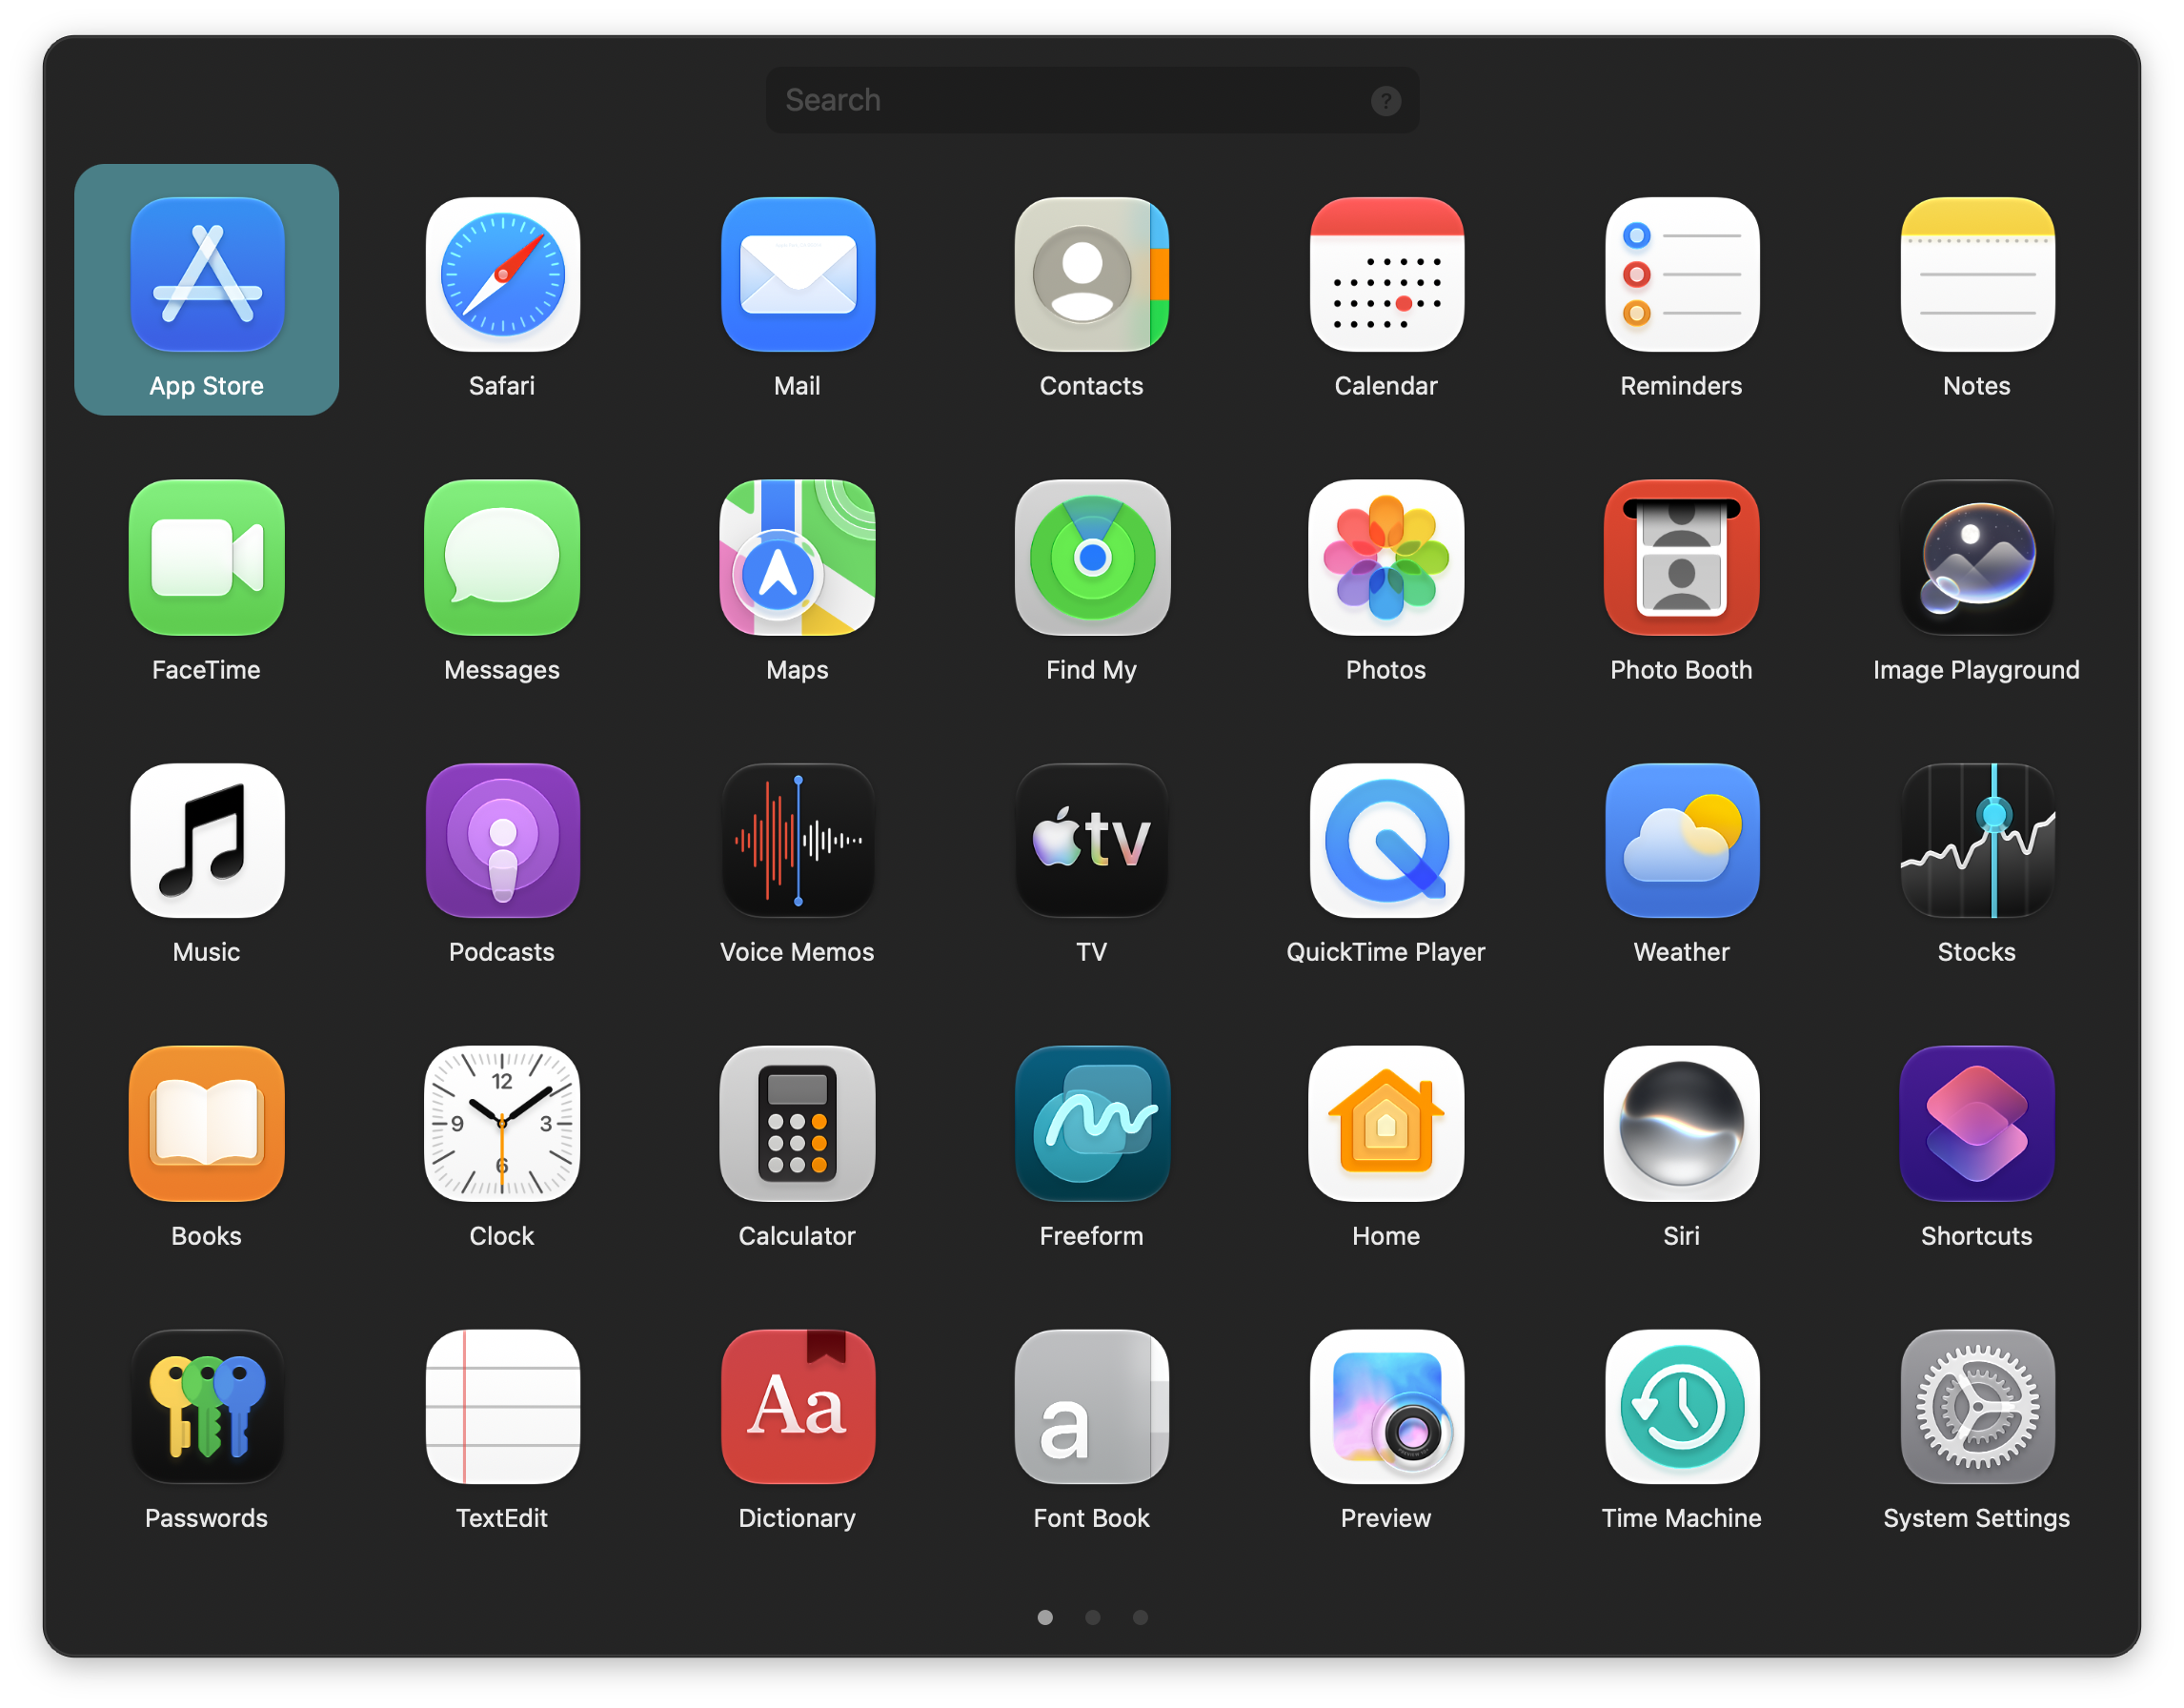 Search ?
App Store Safari Mail Contacts Calendar Reminders Notes
FaceTime Messages Maps Find My Photos Photo Booth Image Playground
tv
Music Podcasts Voice Memos TV QuickTime Player Weather Stocks
12
9 3
6
Books Clock Calculator Freeform Home Siri Shortcuts
Aa a
Passwords TextEdit Dictionary Font Book Preview Time Machine System Settings